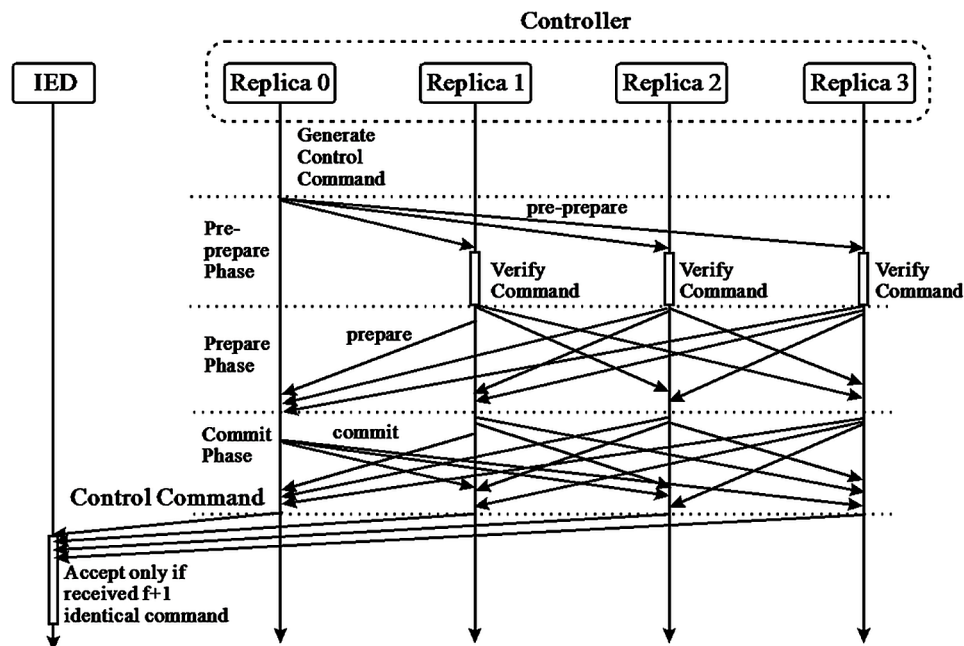 Controller
IED
Replica 0
Replica 1
Replica 2
Replica 3
Generate
Control
Command
pre-prepare
Pre-
prepare
Phase
Verify
Command
Verify
Command
Verify
Command
prepare
Prepare
Phase
Commit
Phase
commit
Control Command
Accept only if
received f+1
identical command